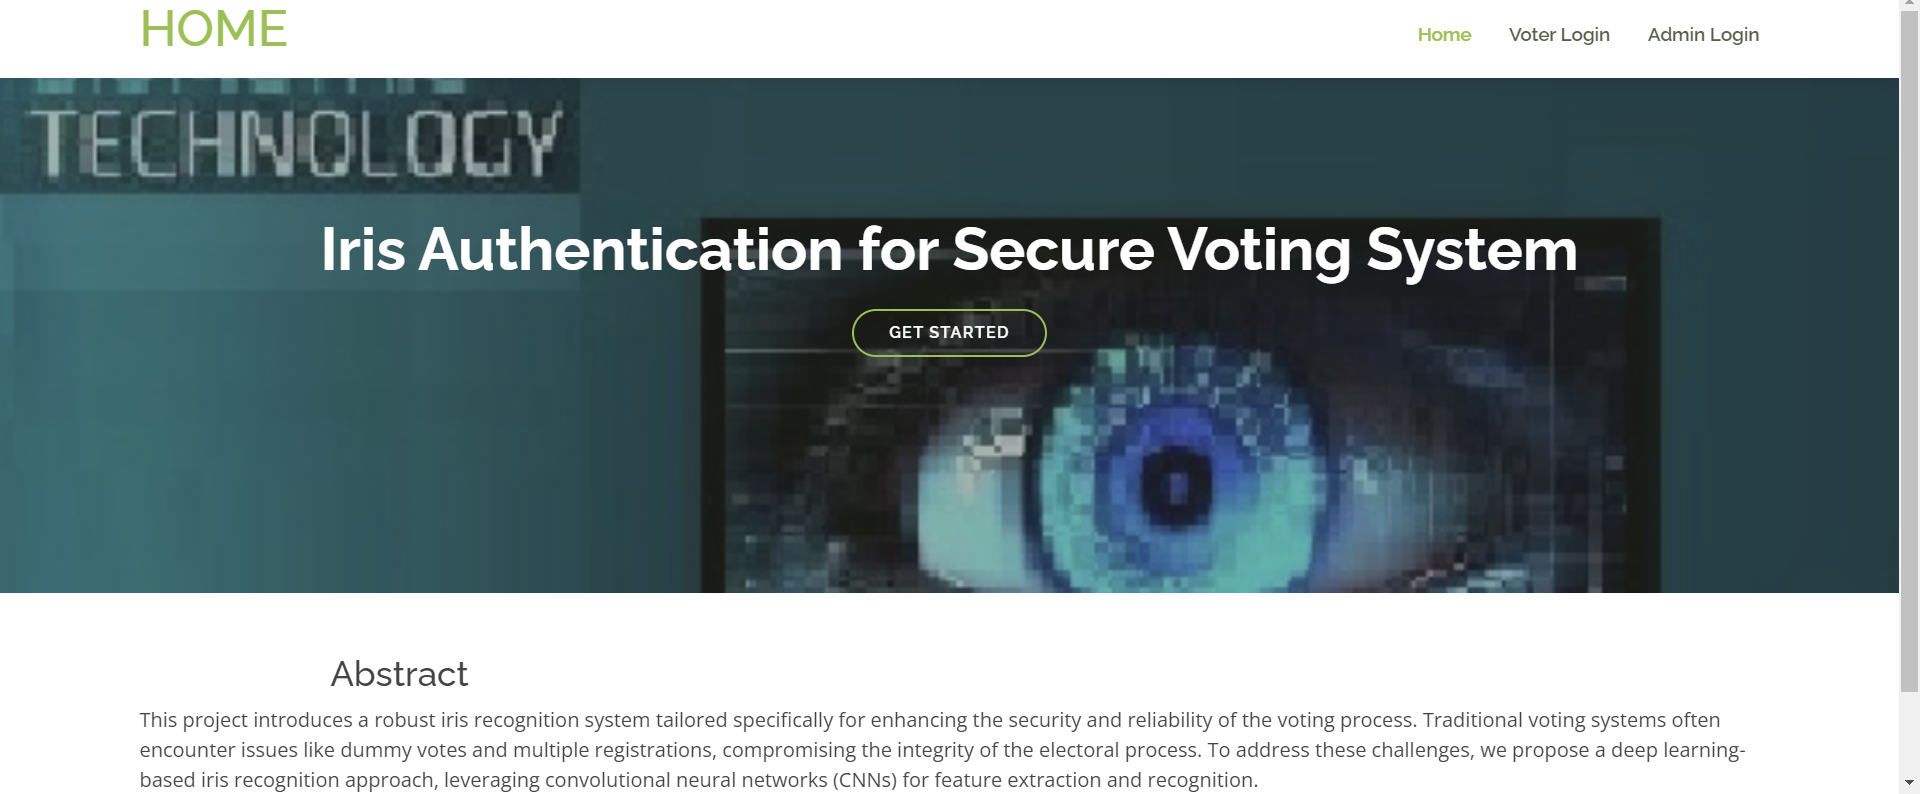 HOME
Home Voter Login Admin Login
TECHNOLOGY
Iris Authentication for Secure Voting System
GET STARTED
Abstract
This project introduces a robust iris recognition system tailored specifically for enhancing the security and reliability of the voting process. Traditional voting systems often
encounter issues like dummy votes and multiple registrations, compromising the integrity of the electoral process. To address these challenges, we propose a deep learning-
based iris recognition approach, leveraging convolutional neural networks (CNNs) for feature extraction and recognition.